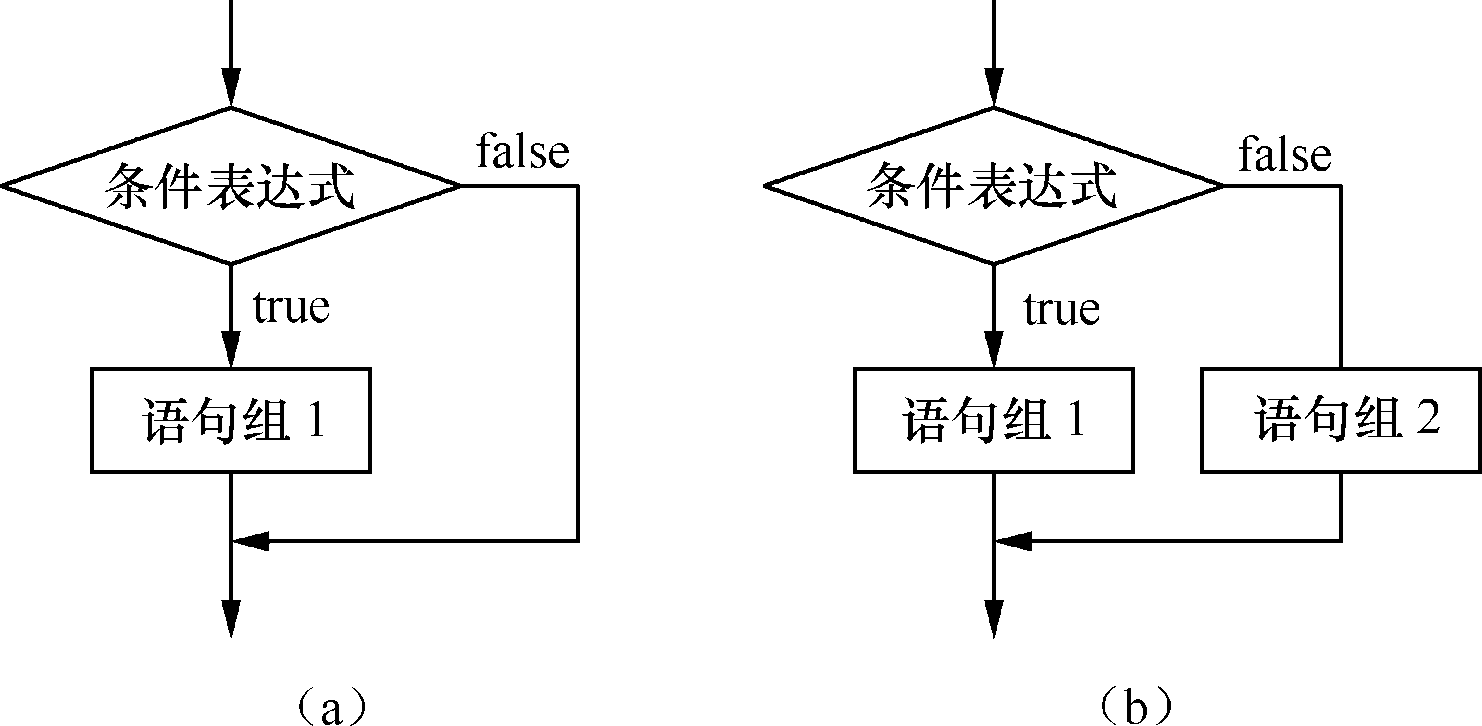 条件表达式
false
true
语句组 1
（a）
条件表达式
false
true
语句组 1
语句组 2
（b）